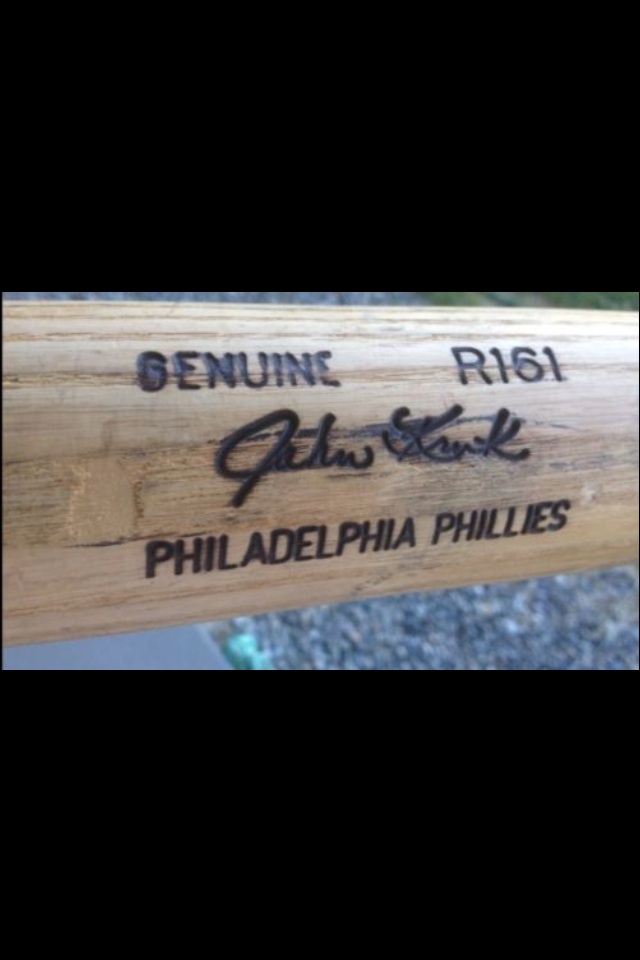 GENUINE R161
John Kruk
PHILADELPHIA PHILLIES